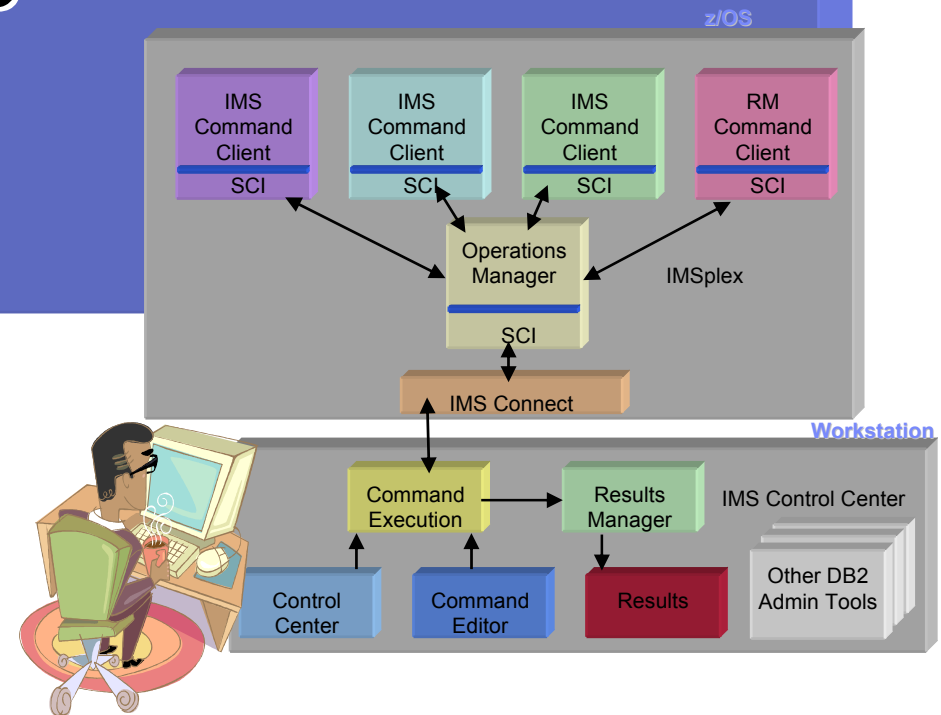 z/OS
IMS
Command
Client
SCI
IMS
Command
Client
SCI
IMS
Command
Client
SCI
RM
Command
Client
SCI
Operations
Manager
SCI
IMSplex
IMS Connect
Workstation
Command
Execution
Results
Manager
IMS Control Center
Control
Center
Command
Editor
Results
Other DB2
Admin Tools